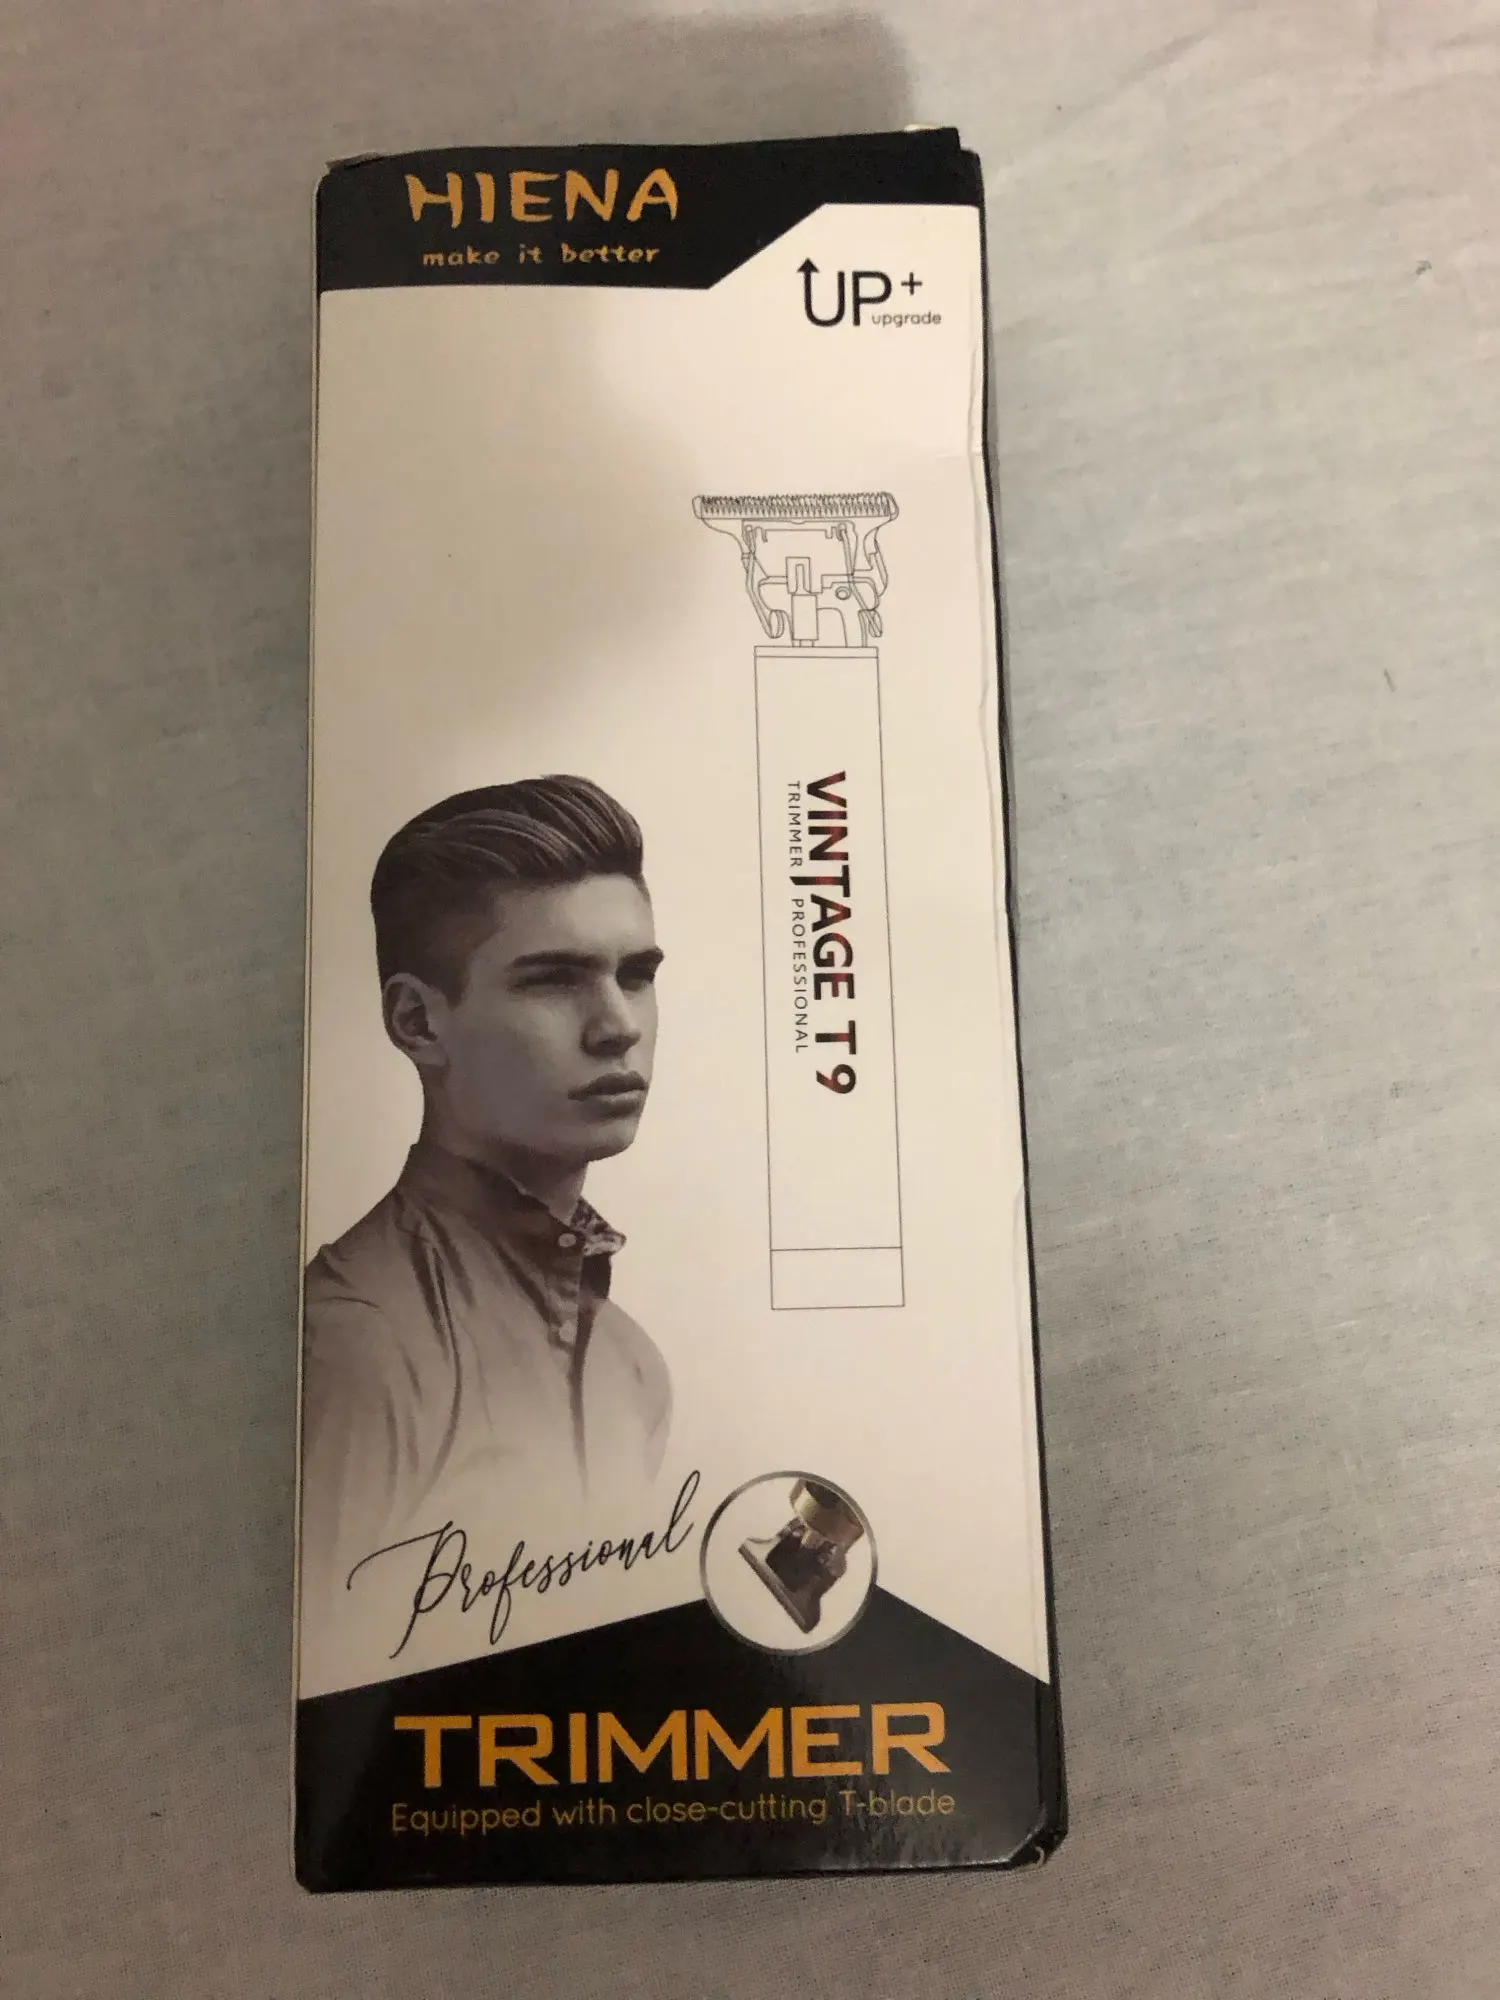 HIENA
make it better
UP+
upgrade
VINTAGE T9
TRIMMER PROFESSIONAL
Professional
TRIMMER
Equipped with close-cutting T-blade